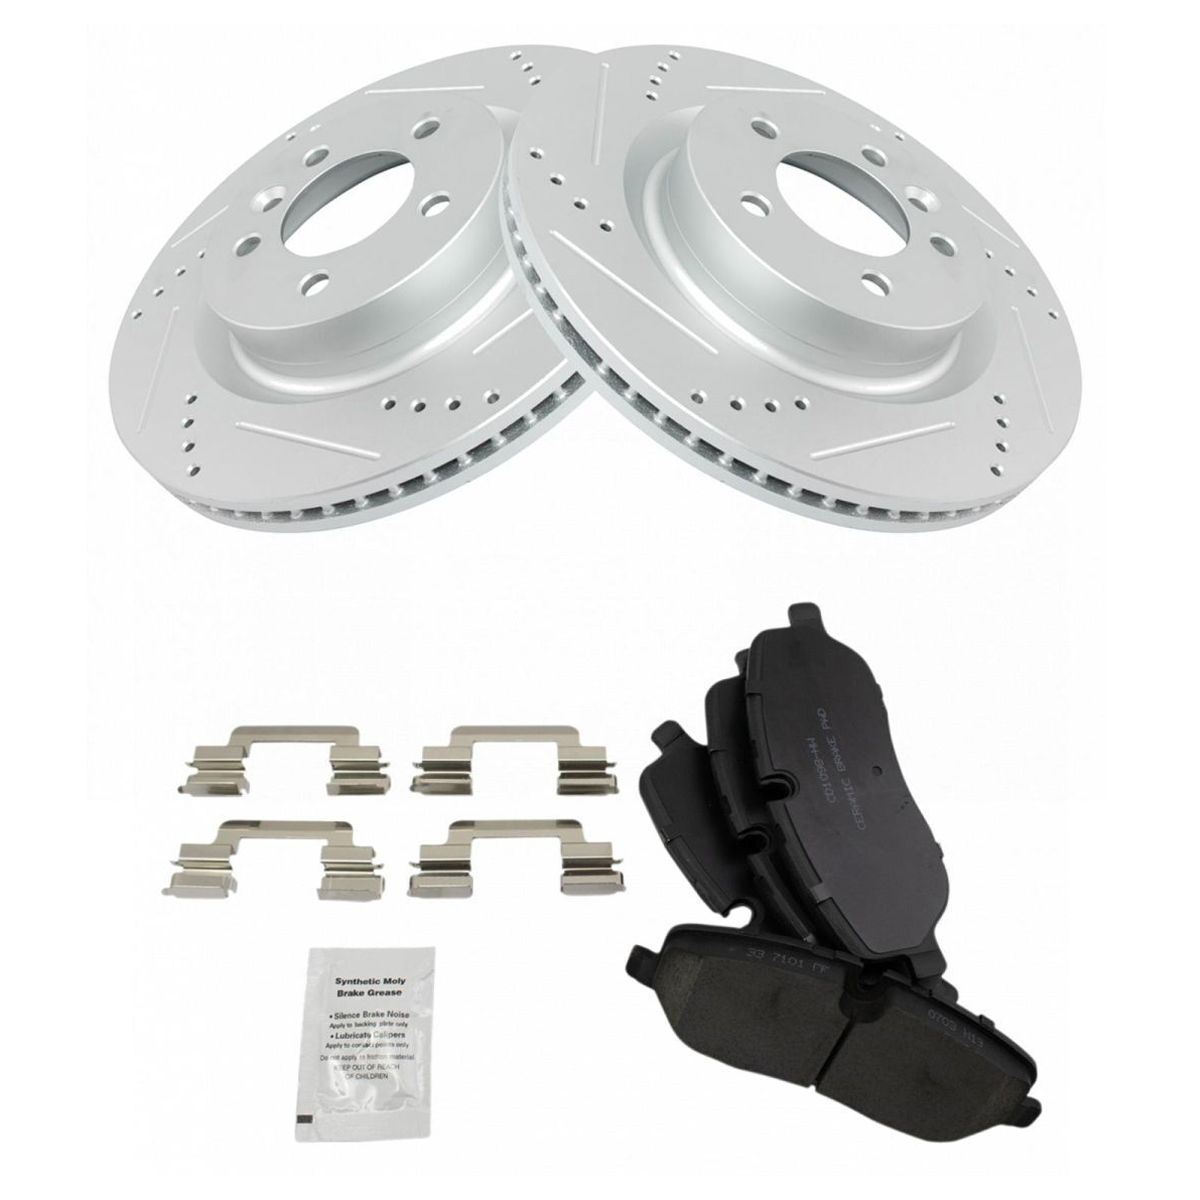 CD1098-HW
CERAMIC BRAKE PAD
33 7101 FF
0703 H13
Synthetic Moly
Brake Grease
• Silence Brake Noise
Apply to backing plate only
• Lubricate Calipers
Apply to contact points only
Do not apply to friction material
KEEP OUT OF REACH
OF CHILDREN